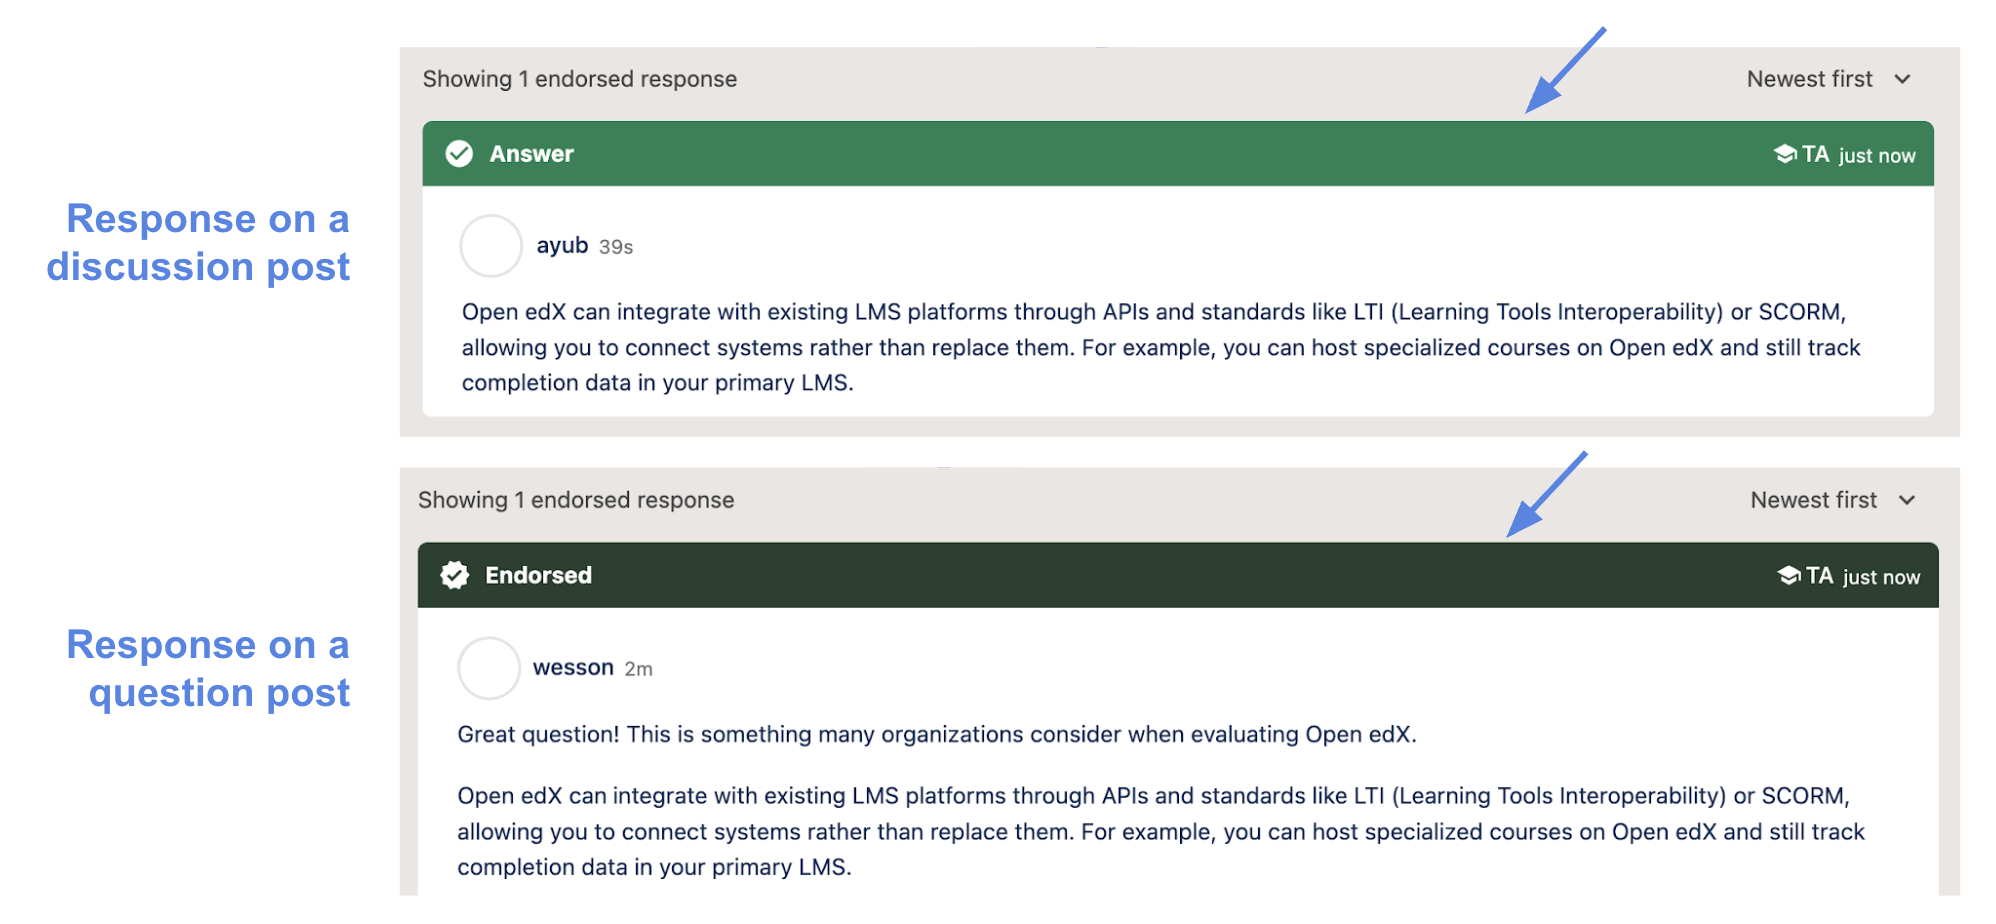 Showing 1 endorsed response
Newest first
Answer
TA just now
Response on a
discussion post
ayub 39s
Open edX can integrate with existing LMS platforms through APIs and standards like LTI (Learning Tools Interoperability) or SCORM,
allowing you to connect systems rather than replace them. For example, you can host specialized courses on Open edX and still track
completion data in your primary LMS.
Showing 1 endorsed response
Newest first
Endorsed
TA just now
Response on a
question post
wesson 2m
Great question! This is something many organizations consider when evaluating Open edX.
Open edX can integrate with existing LMS platforms through APIs and standards like LTI (Learning Tools Interoperability) or SCORM,
allowing you to connect systems rather than replace them. For example, you can host specialized courses on Open edX and still track
completion data in your primary LMS.